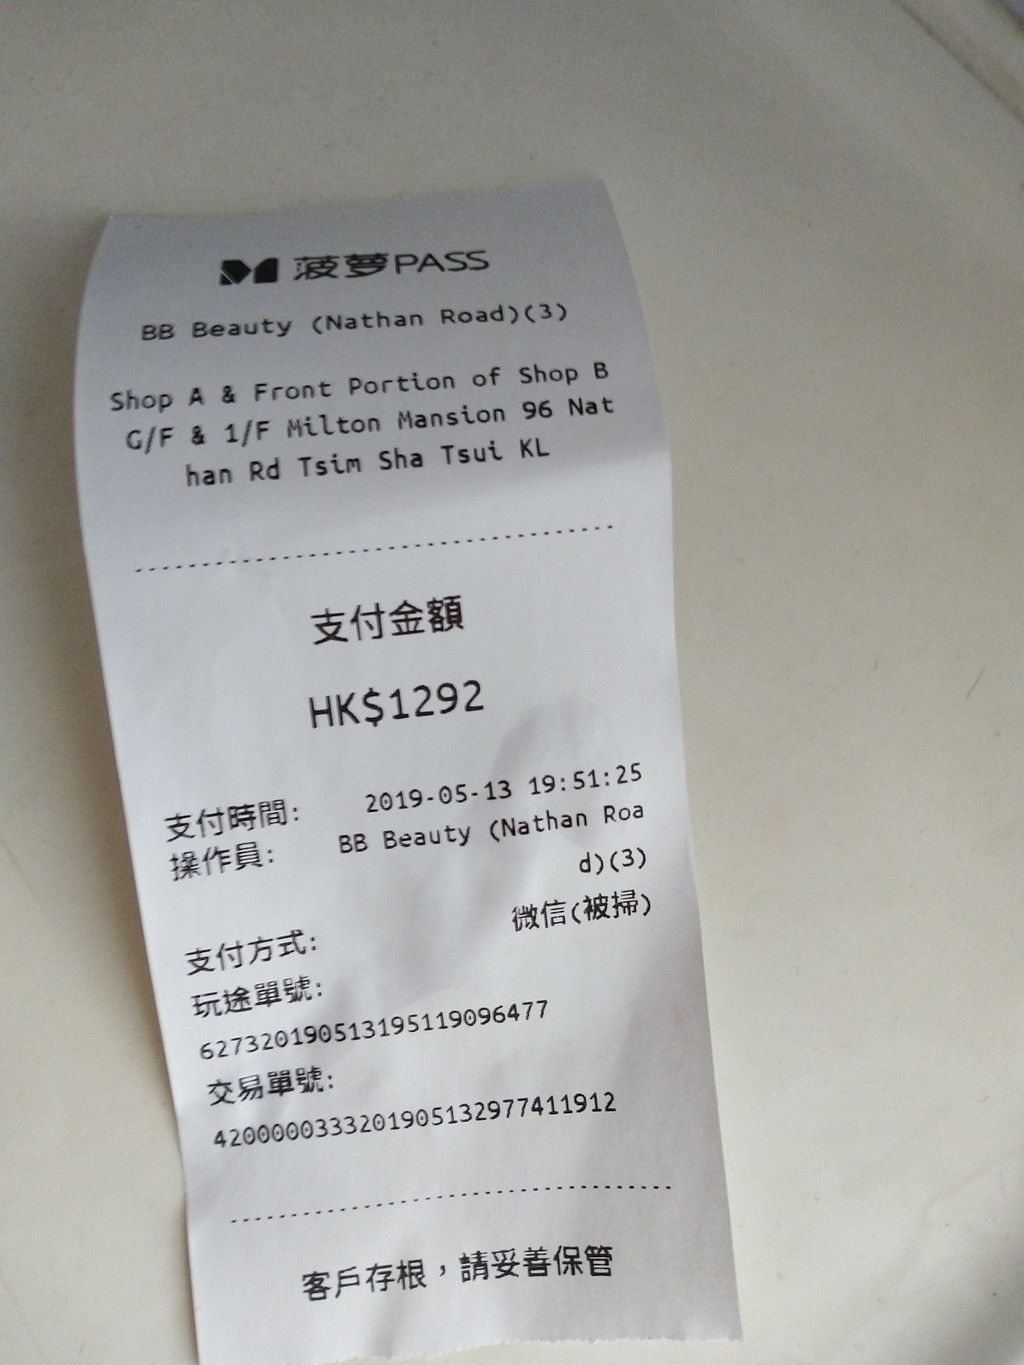 菠萝PASS
BB Beauty (Nathan Road)(3)
Shop A & Front Portion of Shop B
G/F & 1/F Milton Mansion 96 Nat
han Rd Tsim Sha Tsui KL
支付金額
HK$1292
支付時間: 2019-05-13 19:51:25
操作員: BB Beauty (Nathan Roa
d)(3)
支付方式: 微信(被掃)
玩途單號:
627320190513195119096477
交易單號:
4200000333201905132977411912
客戶存根，請妥善保管